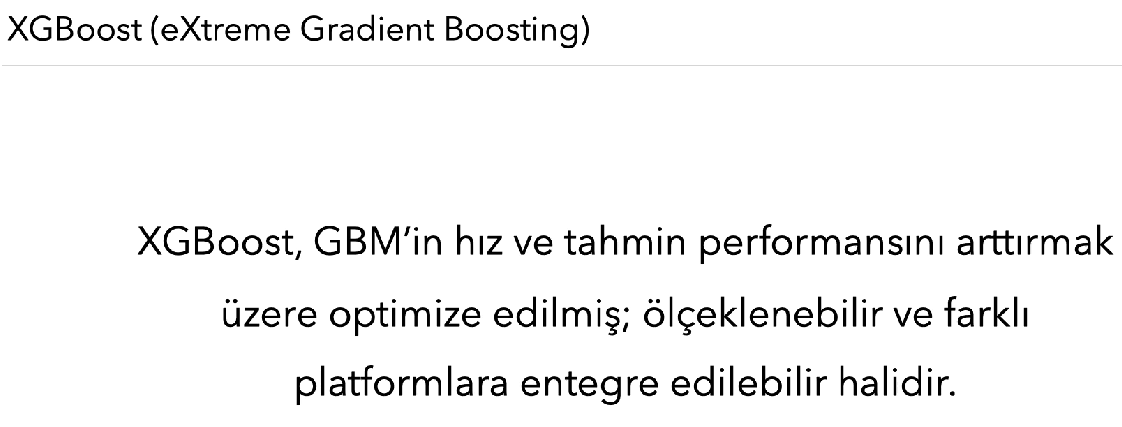 XGBoost (eXtreme Gradient Boosting)
XGBoost, GBM’in hız ve tahmin performansını arttırmak
üzere optimize edilmiş; ölçeklenebilir ve farklı
platformlara entegre edilebilir halidir.